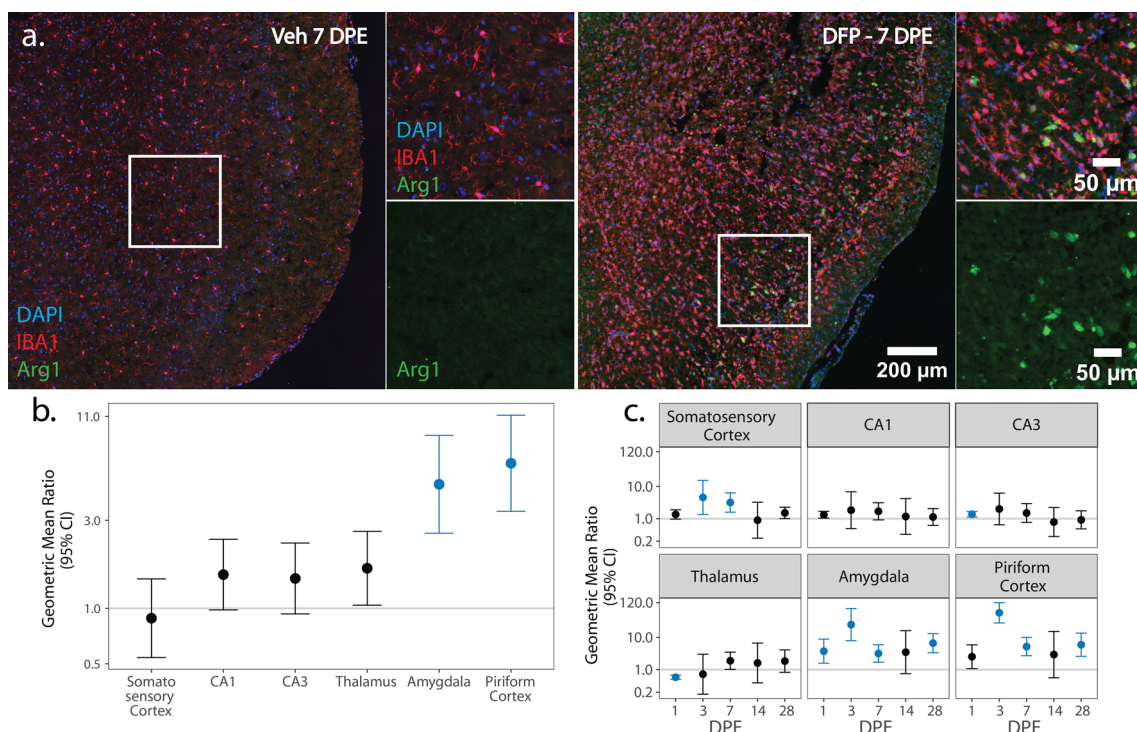 a.
Veh 7 DPE
DAPI
IBA1
Arg1
DAPI
IBA1
Arg1
Arg1
DFP - 7 DPE
200 µm
50 µm
50 µm
b.
Geometric Mean Ratio
(95% CI)
11.0
3.0
1.0
0.5
Somato
sensory
Cortex
CA1
CA3
Thalamus
Amygdala
Piriform
Cortex
c.
Geometric Mean Ratio
(95% CI)
Somatosensory
Cortex
CA1
CA3
120.0
10.0
1.0
0.2
Thalamus
Amygdala
Piriform
Cortex
120.0
10.0
1.0
0.2
1 3 7 14 28
1 3 7 14 28
1 3 7 14 28
DPE
DPE
DPE